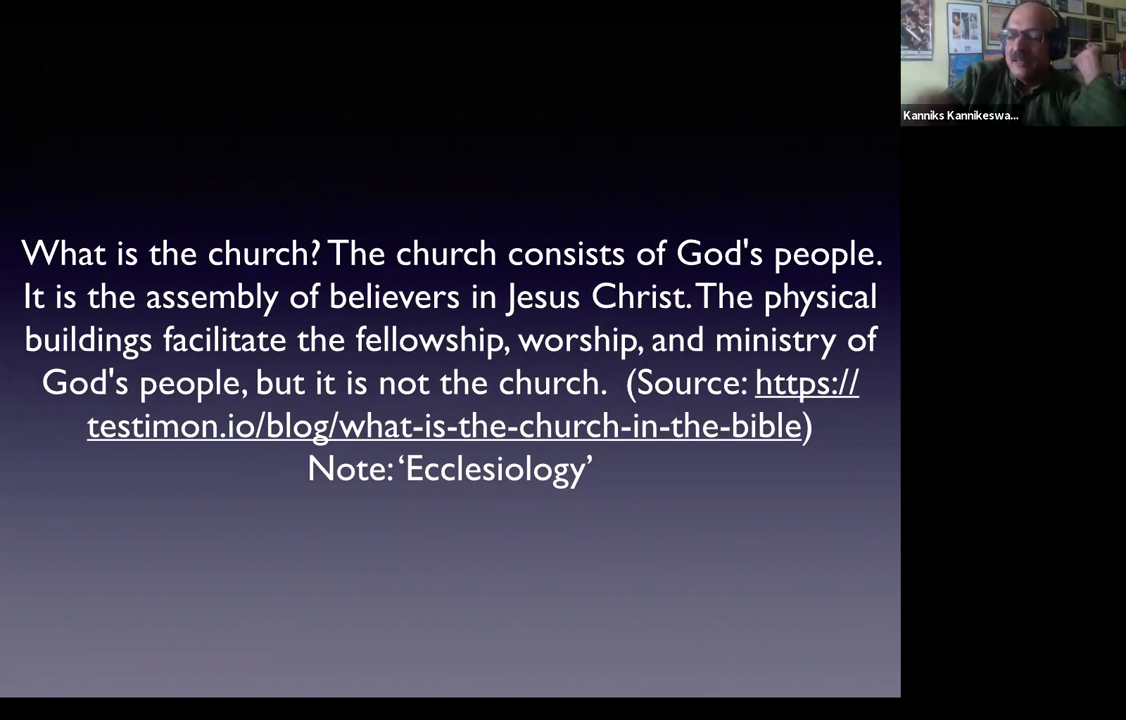 What is the church? The church consists of God's people.
It is the assembly of believers in Jesus Christ. The physical
buildings facilitate the fellowship, worship, and ministry of
God's people, but it is not the church.  (Source: https://
testimon.io/blog/what-is-the-church-in-the-bible)
Note: ‘Ecclesiology’
Kanniks Kannikeswa...